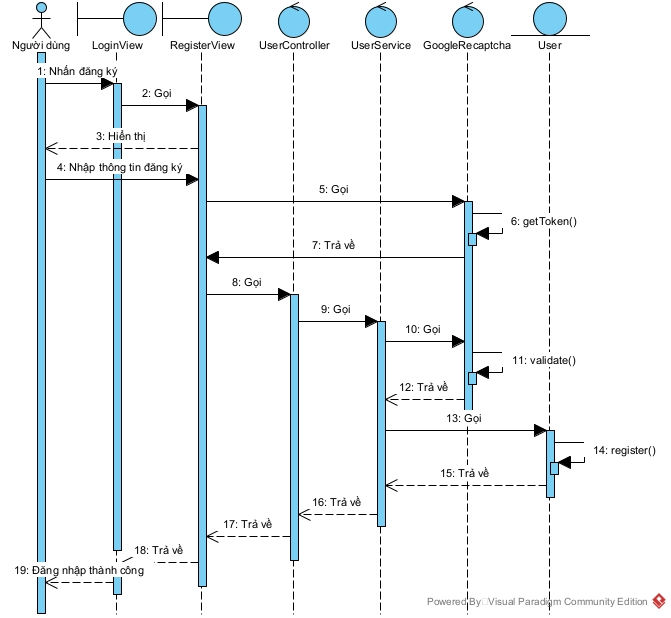 Người dùng
LoginView
RegisterView
UserController
UserService
GoogleRecaptcha
User
1: Nhấn đăng ký
2: Gọi
3: Hiển thị
4: Nhập thông tin đăng ký
5: Gọi
6: getToken()
7: Trả về
8: Gọi
9: Gọi
10: Gọi
11: validate()
12: Trả về
13: Gọi
14: register()
15: Trả về
16: Trả về
17: Trả về
18: Trả về
19: Đăng nhập thành công
Powered By Visual Paradigm Community Edition